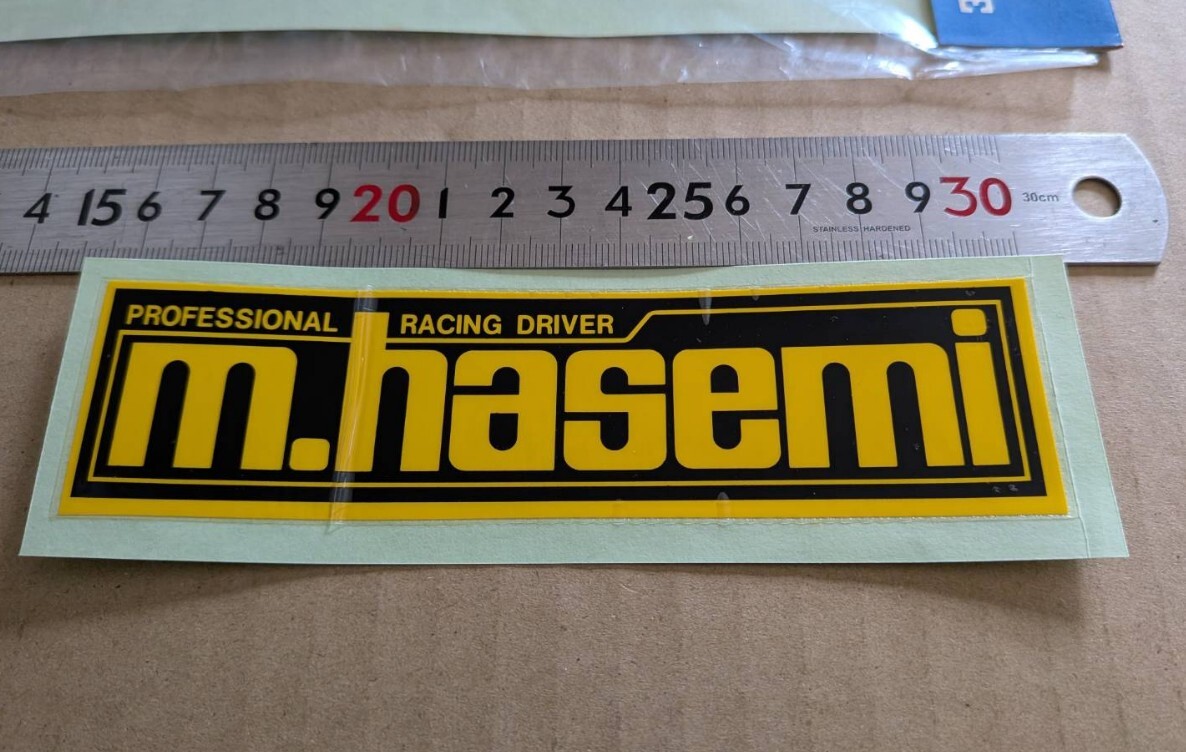 3
4 15 6 7 8 9 20 1 2 3 4 25 6 7 8 9 30 30cm
STAINLESS HARDENED
PROFESSIONAL RACING DRIVER
m.hasemi